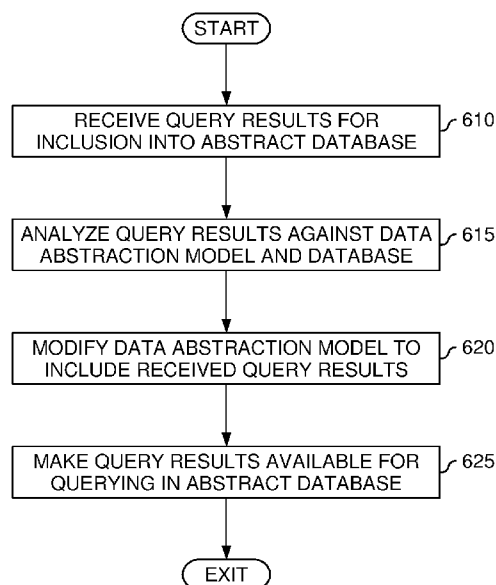 START
RECEIVE QUERY RESULTS FOR
INCLUSION INTO ABSTRACT DATABASE
610
ANALYZE QUERY RESULTS AGAINST DATA
ABSTRACTION MODEL AND DATABASE
615
MODIFY DATA ABSTRACTION MODEL TO
INCLUDE RECEIVED QUERY RESULTS
620
MAKE QUERY RESULTS AVAILABLE FOR
QUERYING IN ABSTRACT DATABASE
625
EXIT